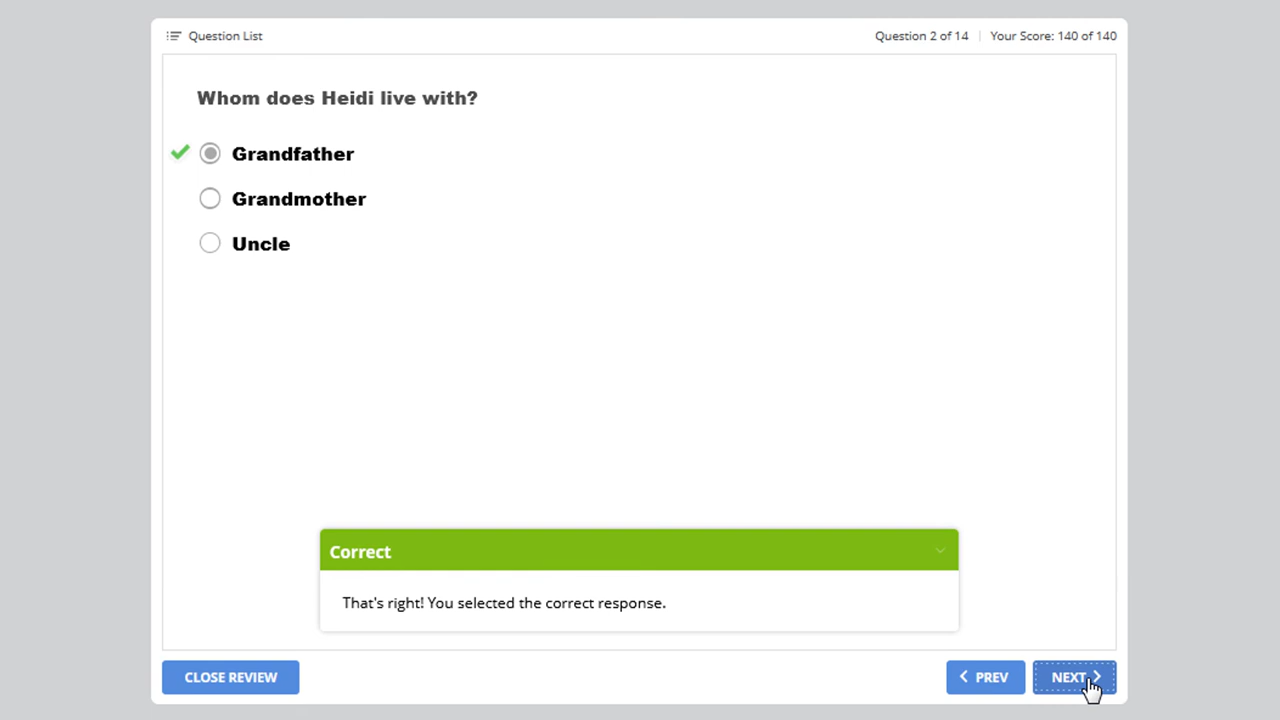 Question List
Question 2 of 14 | Your Score: 140 of 140
Whom does Heidi live with?
Grandfather
Grandmother
Uncle
Correct
That's right! You selected the correct response.
CLOSE REVIEW
PREV
NEXT